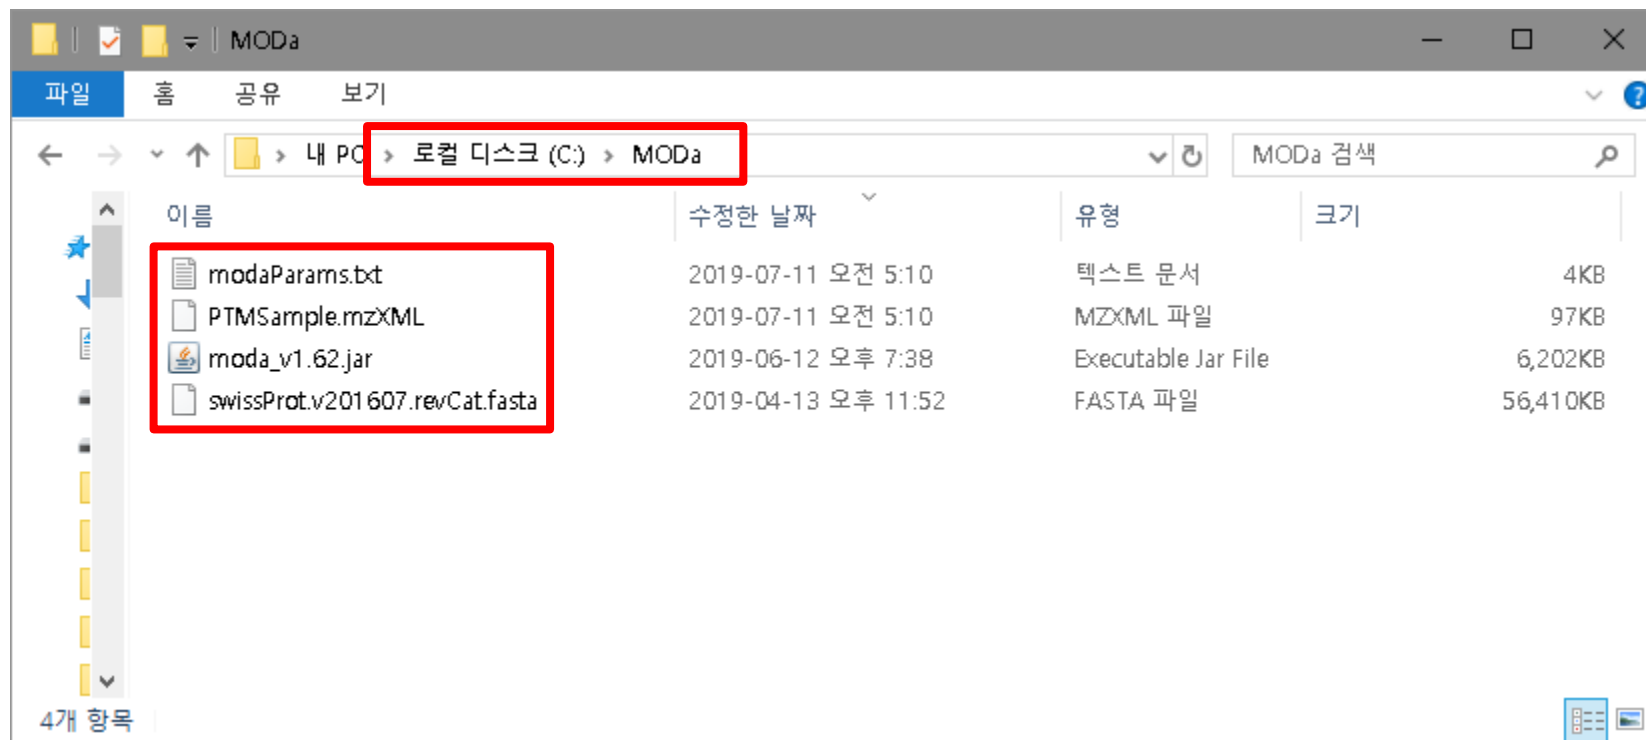 MODa
파일 홈 공유 보기
내 PC > 로컬 디스크 (C:) > MODa MODa 검색
이름 수정한 날짜 유형 크기
modaParams.txt 2019-07-11 오전 5:10 텍스트 문서 4KB
PTMSample.mzXML 2019-07-11 오전 5:10 MZXML 파일 97KB
moda_v1.62.jar 2019-06-12 오후 7:38 Executable Jar File 6,202KB
swissProt.v201607.revCat.fasta 2019-04-13 오후 11:52 FASTA 파일 56,410KB
4개 항목